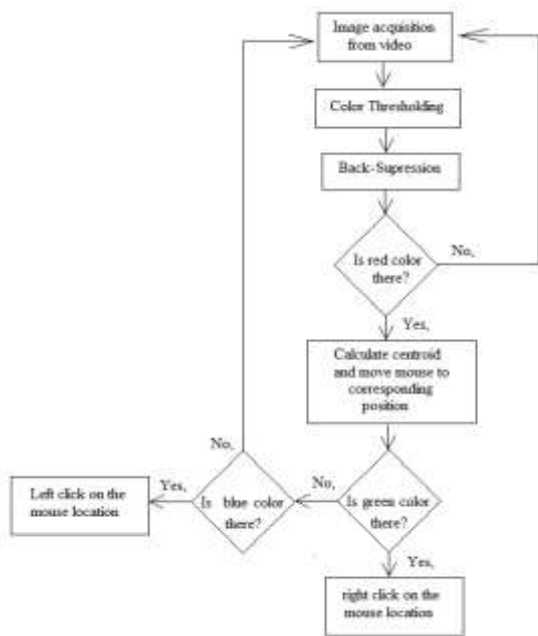 Image acquisition
from video
Color Thresholding
Back-Supression
Is red color
there?
No,
Yes,
Calculate centroid
and move mouse to
corresponding
position
No,
Left click on the
mouse location
Yes,
Is blue color
there?
No,
Is green color
there?
Yes,
right click on the
mouse location